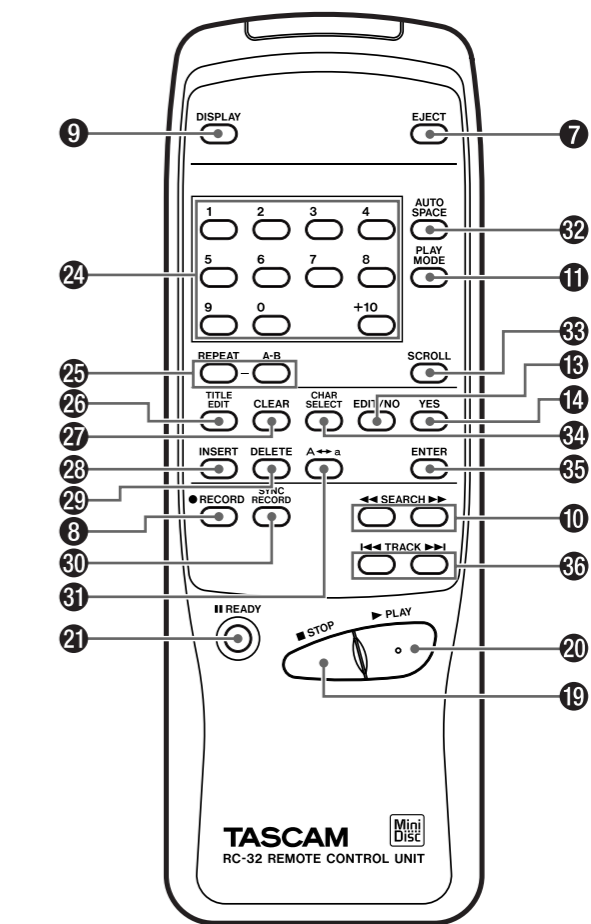 DISPLAY EJECT
9 7
1 2 3 4 AUTO SPACE
32
5 6 7 8 PLAY MODE
24 11
9 0 +10
33
REPEAT A-B SCROLL
25 – 13
TITLE EDIT CLEAR CHAR SELECT EDIT/NO YES
26 14
27 34
INSERT DELETE A↔a ENTER
28 35
29
●RECORD SYNC RECORD ◀◀ SEARCH ▶▶
8 10
30 I◀◀ TRACK ▶▶I
36
31
II READY ■ STOP ▶ PLAY
21 20
19
TASCAM Mini Disc
RC-32 REMOTE CONTROL UNIT